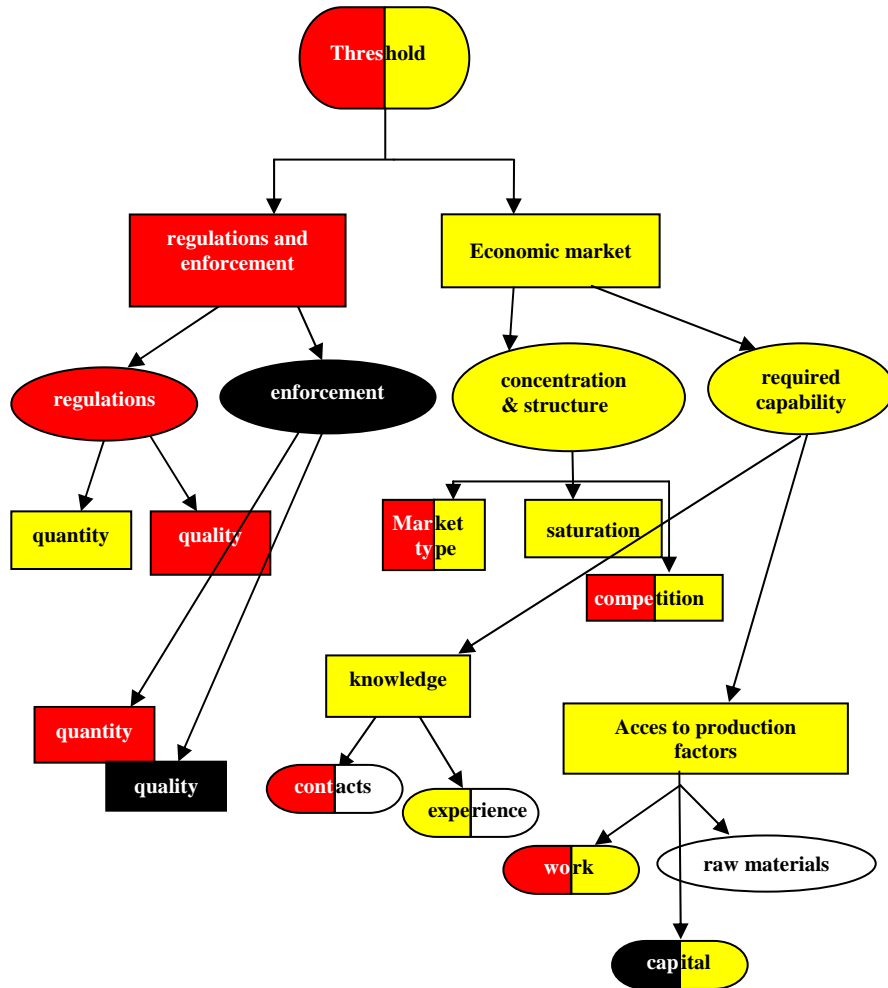 Threshold
regulations and
enforcement
Economic market
regulations
enforcement
concentration
& structure
required
capability
quantity
quality
Market
type
saturation
competition
knowledge
quantity
quality
Acces to production
factors
contacts
experience
work
raw materials
capital